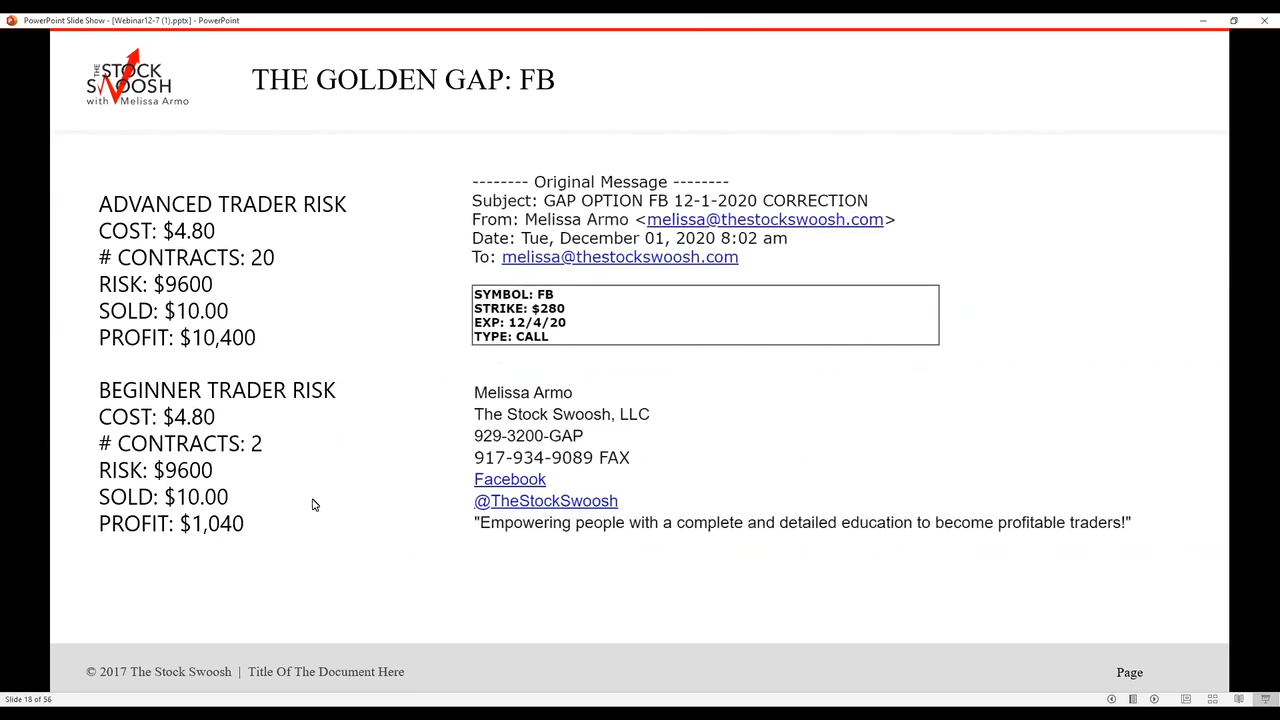 PowerPoint Slide Show - [Webinar12-7 (1).pptx] - PowerPoint
THE
STOCK
SWOOSH
with Melissa Armo
THE GOLDEN GAP: FB
ADVANCED TRADER RISK
COST: $4.80
# CONTRACTS: 20
RISK: $9600
SOLD: $10.00
PROFIT: $10,400
BEGINNER TRADER RISK
COST: $4.80
# CONTRACTS: 2
RISK: $9600
SOLD: $10.00
PROFIT: $1,040
-------- Original Message --------
Subject: GAP OPTION FB 12-1-2020 CORRECTION
From: Melissa Armo <melissa@thestockswoosh.com>
Date: Tue, December 01, 2020 8:02 am
To: melissa@thestockswoosh.com
SYMBOL: FB
STRIKE: $280
EXP: 12/4/20
TYPE: CALL
Melissa Armo
The Stock Swoosh, LLC
929-3200-GAP
917-934-9089 FAX
Facebook
@TheStockSwoosh
"Empowering people with a complete and detailed education to become profitable traders!"
© 2017 The Stock Swoosh | Title Of The Document Here
Page
Slide 18 of 56